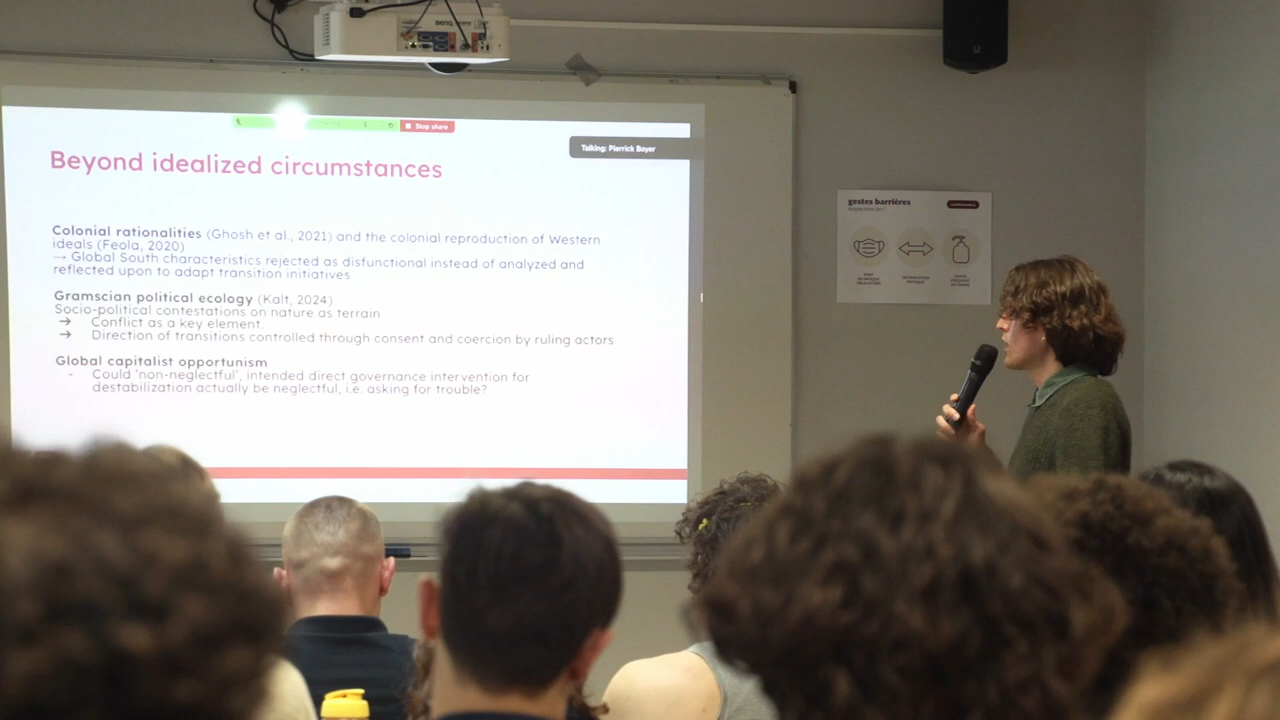 BenQ
Stop share
Talking: Pierrick Boyer
Beyond idealized circumstances
Colonial rationalities (Ghosh et al., 2021) and the colonial reproduction of Western
ideals (Feola, 2020)
→ Global South characteristics rejected as disfunctional instead of analyzed and
reflected upon to adapt transition initiatives
Gramscian political ecology (Kalt, 2024)
Socio-political contestations on nature as terrain
→ Conflict as a key element.
→ Direction of transitions controlled through consent and coercion by ruling actors
Global capitalist opportunism
- Could ‘non-neglectful’, intended direct governance intervention for
destabilization actually be neglectful, i.e. asking for trouble?
gestes barrières